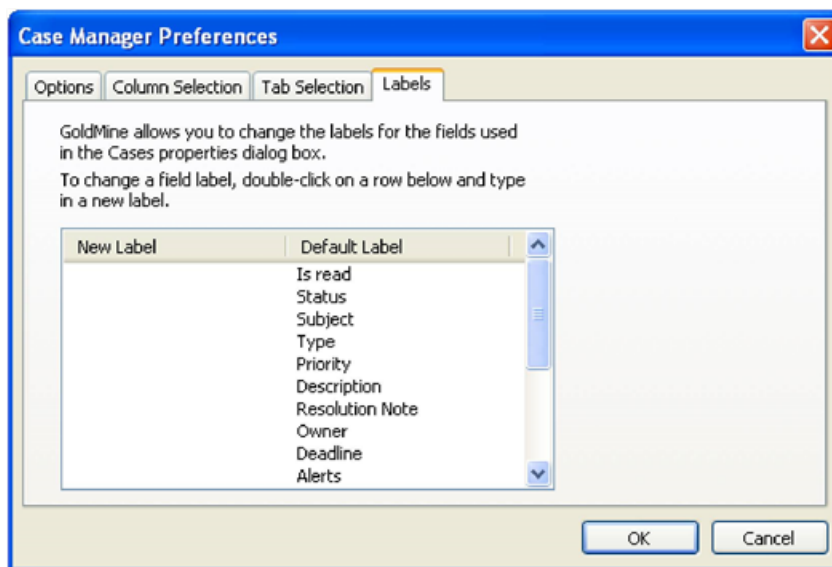 Case Manager Preferences
Options Column Selection Tab Selection Labels
GoldMine allows you to change the labels for the fields used
in the Cases properties dialog box.
To change a field label, double-click on a row below and type
in a new label.
New Label Default Label
Is read
Status
Subject
Type
Priority
Description
Resolution Note
Owner
Deadline
Alerts
OK Cancel